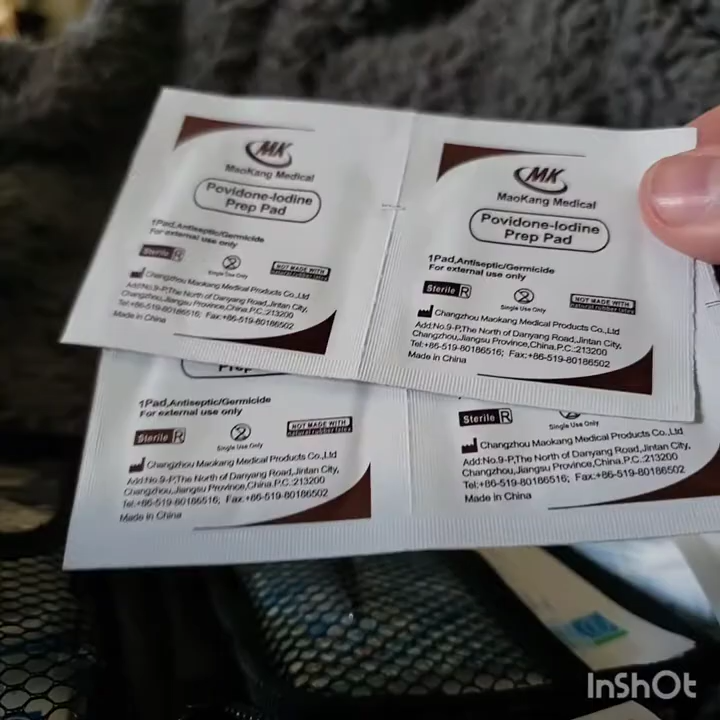 MK
MaoKang Medical
Povidone-Iodine
Prep Pad
1Pad,Antiseptic/Germicide
For external use only
Sterile R
2
Single Use Only
NOT MADE WITH
natural rubber latex
Changzhou Maokang Medical Products Co.,Ltd
Add:No.9-P,The North of Danyang Road,Jintan City,
Changzhou,Jiangsu Province,China,P.C.:213200
Tel:+86-519-80186516; Fax:+86-519-80186502
Made in China
MK
MaoKang Medical
Povidone-Iodine
Prep Pad
1Pad,Antiseptic/Germicide
For external use only
Sterile R
2
Single Use Only
NOT MADE WITH
natural rubber latex
Changzhou Maokang Medical Products Co.,Ltd
Add:No.9-P,The North of Danyang Road,Jintan City,
Changzhou,Jiangsu Province,China,P.C.:213200
Tel:+86-519-80186516; Fax:+86-519-80186502
Made in China
Prep
1Pad,Antiseptic/Germicide
For external use only
Sterile R
2
Single Use Only
NOT MADE WITH
natural rubber latex
Changzhou Maokang Medical Products Co.,Ltd
Add:No.9-P,The North of Danyang Road,Jintan City,
Changzhou,Jiangsu Province,China,P.C.:213200
Tel:+86-519-80186516; Fax:+86-519-80186502
Made in China
Sterile R
Single Use Only
Changzhou Maokang Medical Products Co.,Ltd
Add:No.9-P,The North of Danyang Road,Jintan City,
Changzhou,Jiangsu Province,China,P.C.:213200
Tel:+86-519-80186516; Fax:+86-519-80186502
Made in China
InShOt